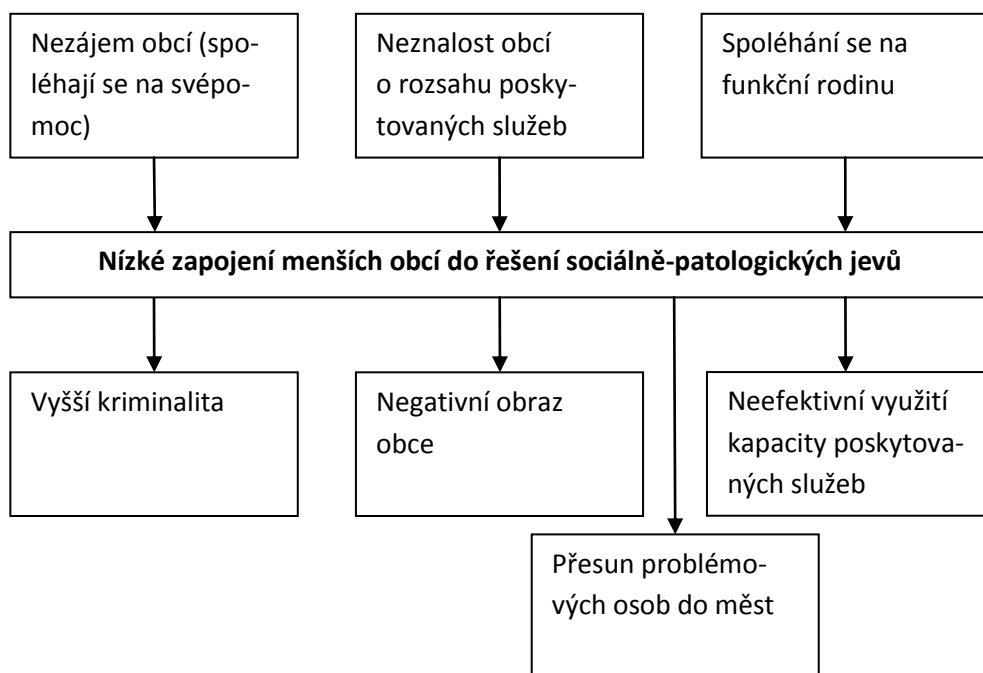 Nezájem obcí (spo-
léhají se na svépo-
moc)
Neznalost obcí
o rozsahu posky-
tovaných služeb
Spoléhání se na
funkční rodinu
Nízké zapojení menších obcí do řešení sociálně-patologických jevů
Vyšší kriminalita
Negativní obraz
obce
Neefektivní využití
kapacity poskytova-
ných služeb
Přesun problémo-
vých osob do měst